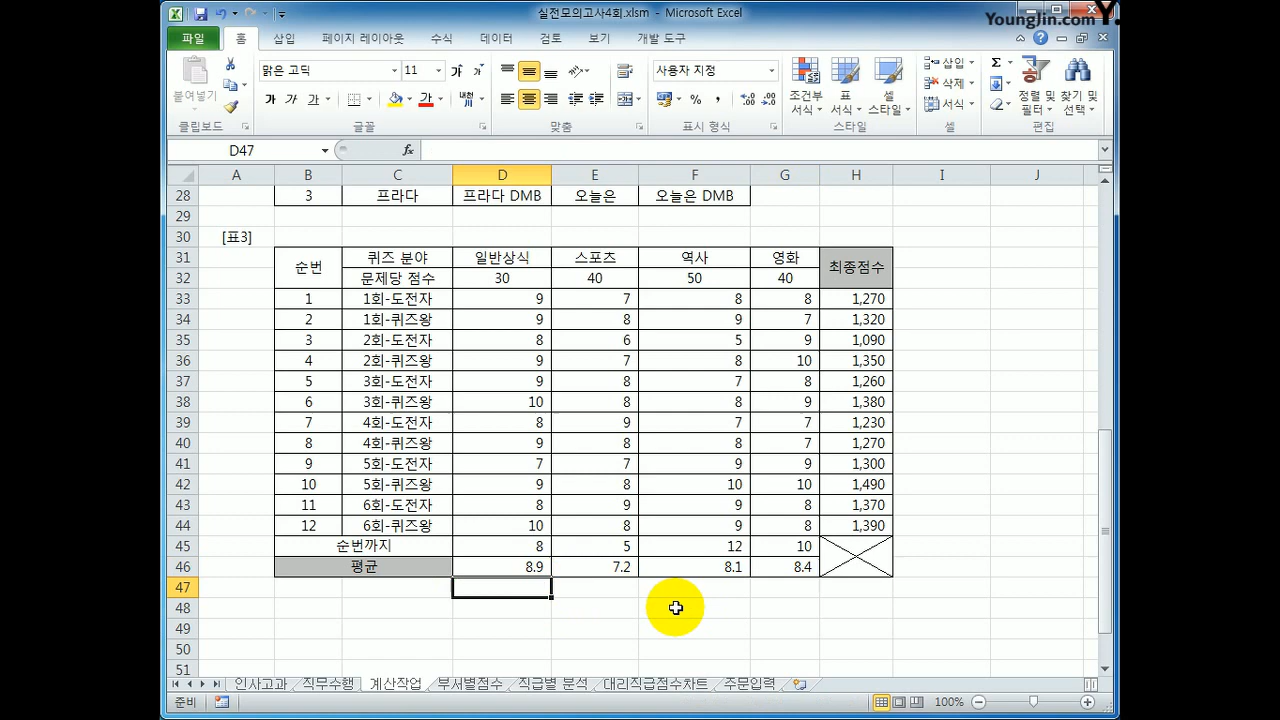 실전모의고사4회.xlsm - Microsoft Excel
YoungJin.com Y.
파일 홈 삽입 페이지 레이아웃 수식 데이터 검토 보기 개발 도구
붙여넣기 맑은 고딕 11 가 가 사용자 지정 조건부 서식 표 서식 셀 스타일 삽입 삭제 서식 정렬 및 필터 찾기 및 선택
가 가 가 가 내천 %
클립보드 글꼴 맞춤 표시 형식 스타일 셀 편집
D47 fx
A B C D E F G H I J
28 3 프라다 프라다 DMB 오늘은 오늘은 DMB
29
30 [표3]
31 순번 퀴즈 분야 일반상식 스포츠 역사 영화 최종점수
32 문제당 점수 30 40 50 40
33 1 1회-도전자 9 7 8 8 1,270
34 2 1회-퀴즈왕 9 8 9 7 1,320
35 3 2회-도전자 8 6 5 9 1,090
36 4 2회-퀴즈왕 9 7 8 10 1,350
37 5 3회-도전자 9 8 7 8 1,260
38 6 3회-퀴즈왕 10 8 8 9 1,380
39 7 4회-도전자 8 9 7 7 1,230
40 8 4회-퀴즈왕 9 8 8 7 1,270
41 9 5회-도전자 7 7 9 9 1,300
42 10 5회-퀴즈왕 9 8 10 10 1,490
43 11 6회-도전자 8 9 9 8 1,370
44 12 6회-퀴즈왕 10 8 9 8 1,390
45 순번까지 8 5 12 10
46 평균 8.9 7.2 8.1 8.4
47
48
49
50
51
인사고과 직무수행 계산작업 부서별점수 직급별 분석 대리직급점수차트 주문입력
준비 100%